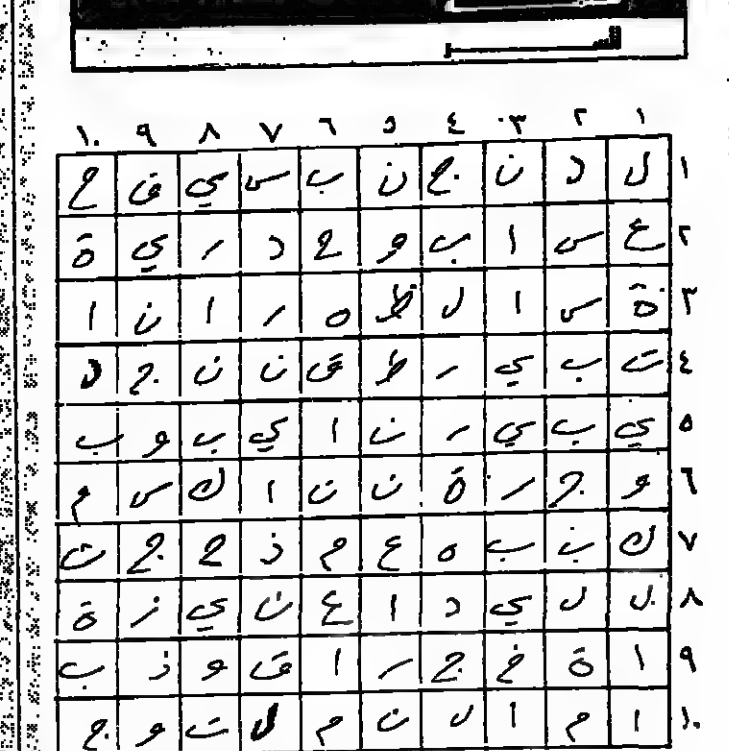 ١ ٢ ٣ ٤ ٥ ٦ ٧ ٨ ٩ ١٠
١ ل د ن ج ن ب س ي ق ح
٢ ع س ا ب و ح د ر ي ة
٣ ة س ا ل ظ ه ر ا ن ا
٤ ت ب ي ر ط ق ن ن ج د
٥ ي ب ي ر ن ا ي ب و ب
٦ و ج ر ة ن ن ا ك س م
٧ ك ن ب ه ع م ذ ح ج ت
٨ ل ل ي د ا ع ن ي ز ة
٩ ا ة خ ج ر ا ق و ذ ب
١٠ ا م ا ل ن م ل ت و ج